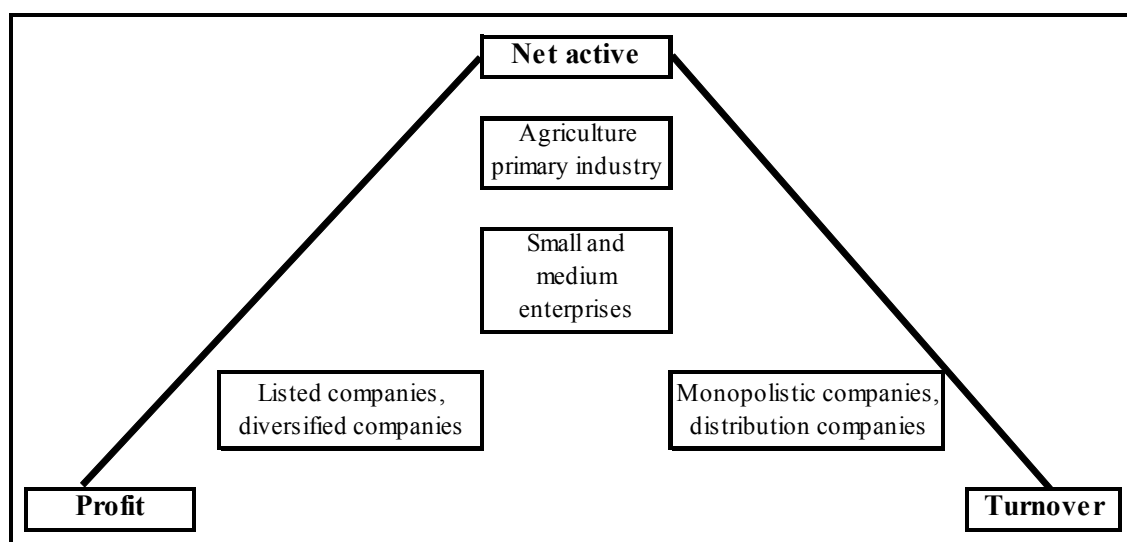 Net active
Agriculture
primary industry
Small and
medium
enterprises
Listed companies,
diversified companies
Monopolistic companies,
distribution companies
Profit
Turnover